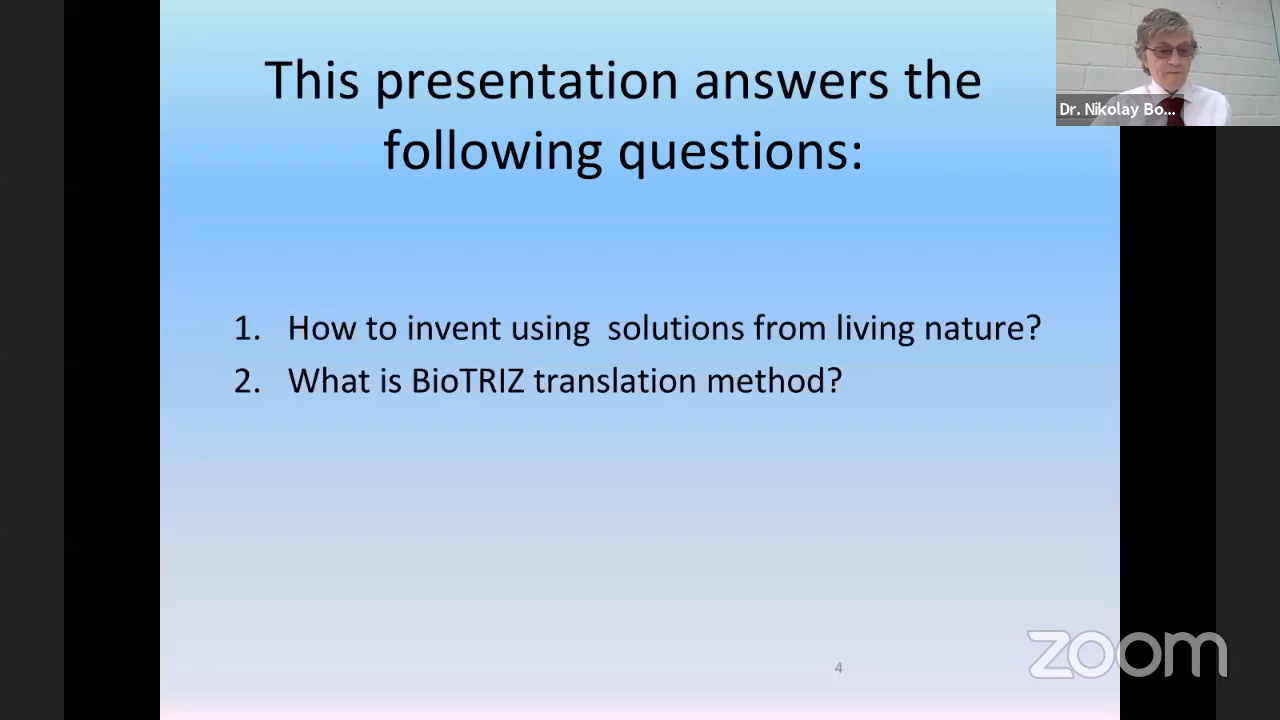 This presentation answers the
following questions:
Dr. Nikolay Bo...
1. How to invent using  solutions from living nature?
2. What is BioTRIZ translation method?
4
zoom